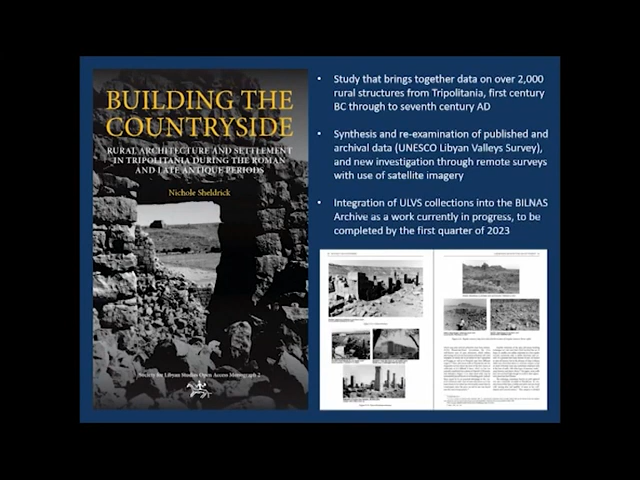 BUILDING THE
COUNTRYSIDE
RURAL ARCHITECTURE AND SETTLEMENT
IN TRIPOLITANIA DURING THE ROMAN
AND LATE ANTIQUE PERIODS
Nichole Sheldrick
Society for Libyan Studies Open Access Monograph 2
• Study that brings together data on over 2,000
rural structures from Tripolitania, first century
BC through to seventh century AD
• Synthesis and re-examination of published and
archival data (UNESCO Libyan Valleys Survey),
and new investigation through remote surveys
with use of satellite imagery
• Integration of ULVS collections into the BILNAS
Archive as a work currently in progress, to be
completed by the first quarter of 2023